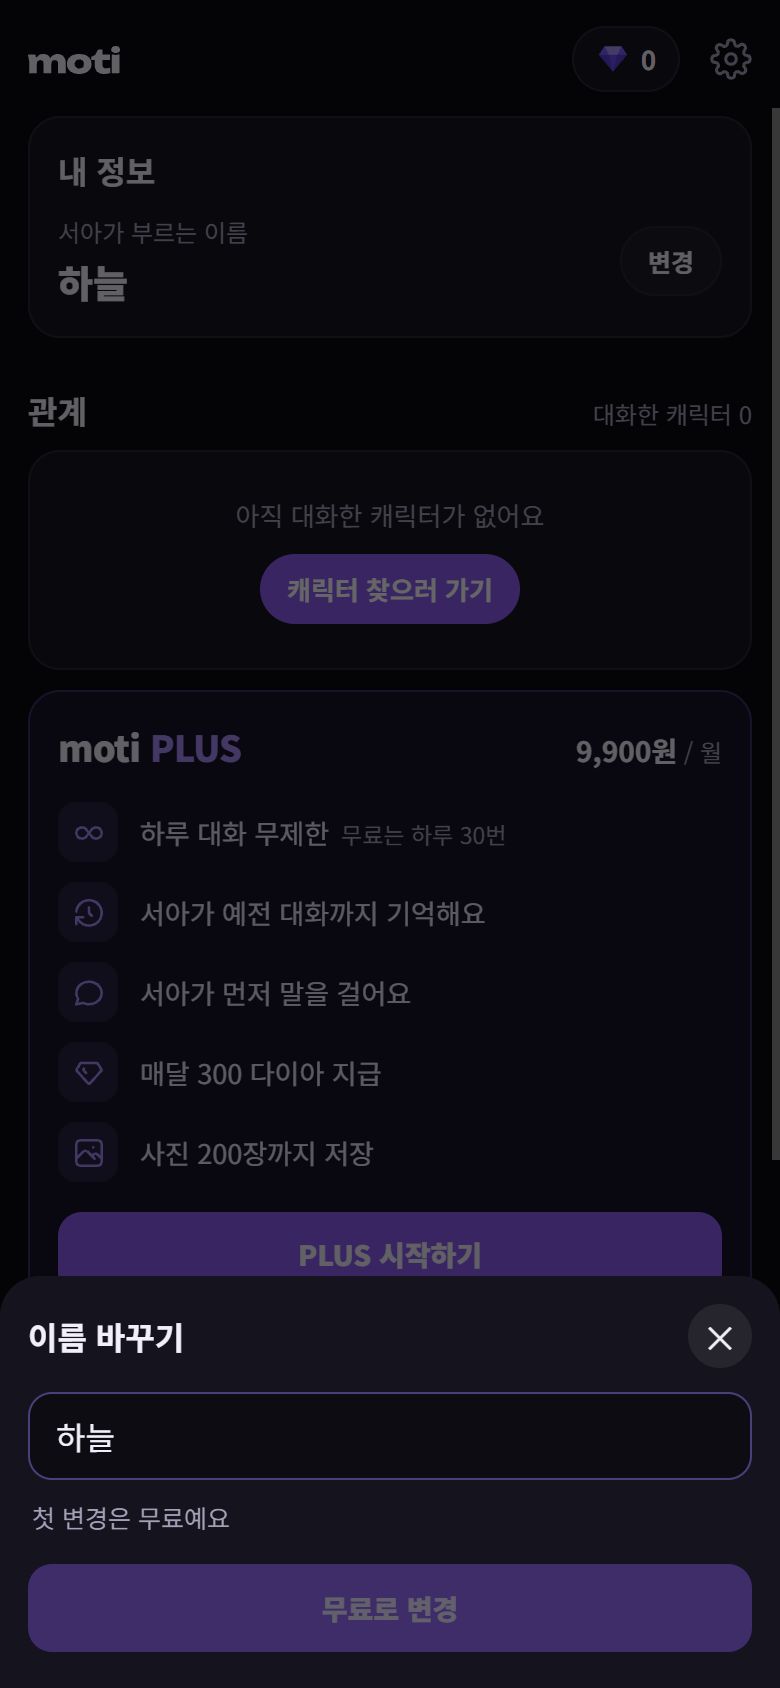 moti
0
내 정보
서아가 부르는 이름
하늘
변경
관계
대화한 캐릭터 0
아직 대화한 캐릭터가 없어요
캐릭터 찾으러 가기
moti PLUS
9,900원 / 월
하루 대화 무제한 무료는 하루 30번
서아가 예전 대화까지 기억해요
서아가 먼저 말을 걸어요
매달 300 다이아 지급
사진 200장까지 저장
PLUS 시작하기
이름 바꾸기
하늘
첫 변경은 무료예요
무료로 변경